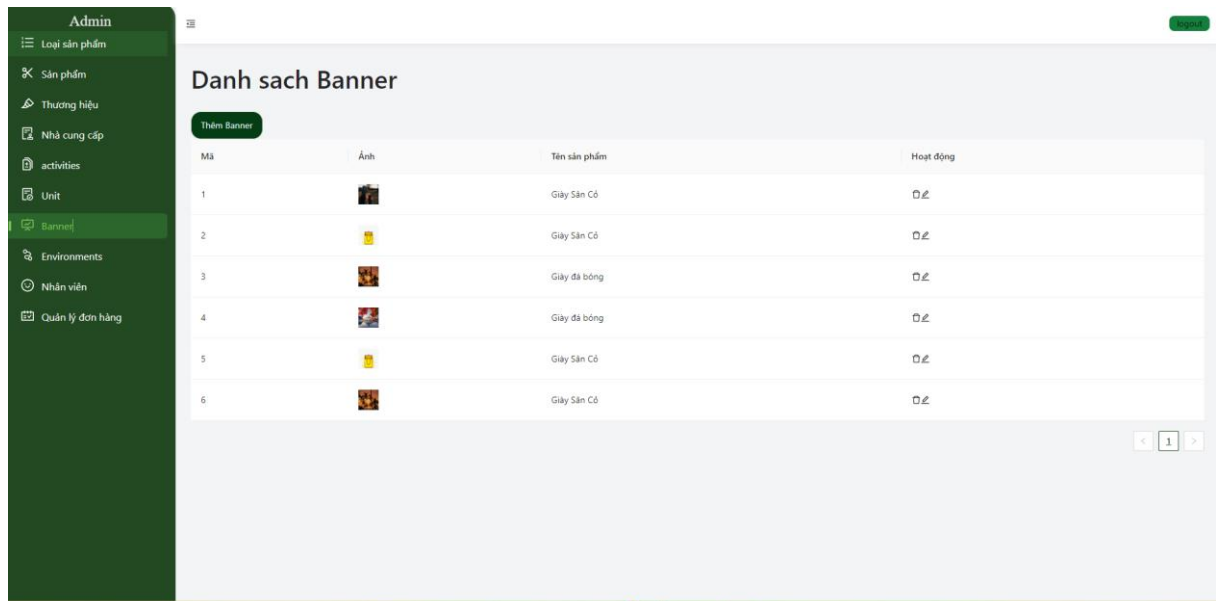 Admin
logout
Loại sản phẩm
Sản phẩm
Thương hiệu
Nhà cung cấp
activities
Unit
Banner
Environments
Nhân viên
Quản lý đơn hàng
Danh sach Banner
Thêm Banner
Mã Ảnh Tên sản phẩm Hoạt động
1 Giày Sân Cỏ
2 Giày Sân Cỏ
3 Giày đá bóng
4 Giày đá bóng
5 Giày Sân Cỏ
6 Giày Sân Cỏ
< 1 >